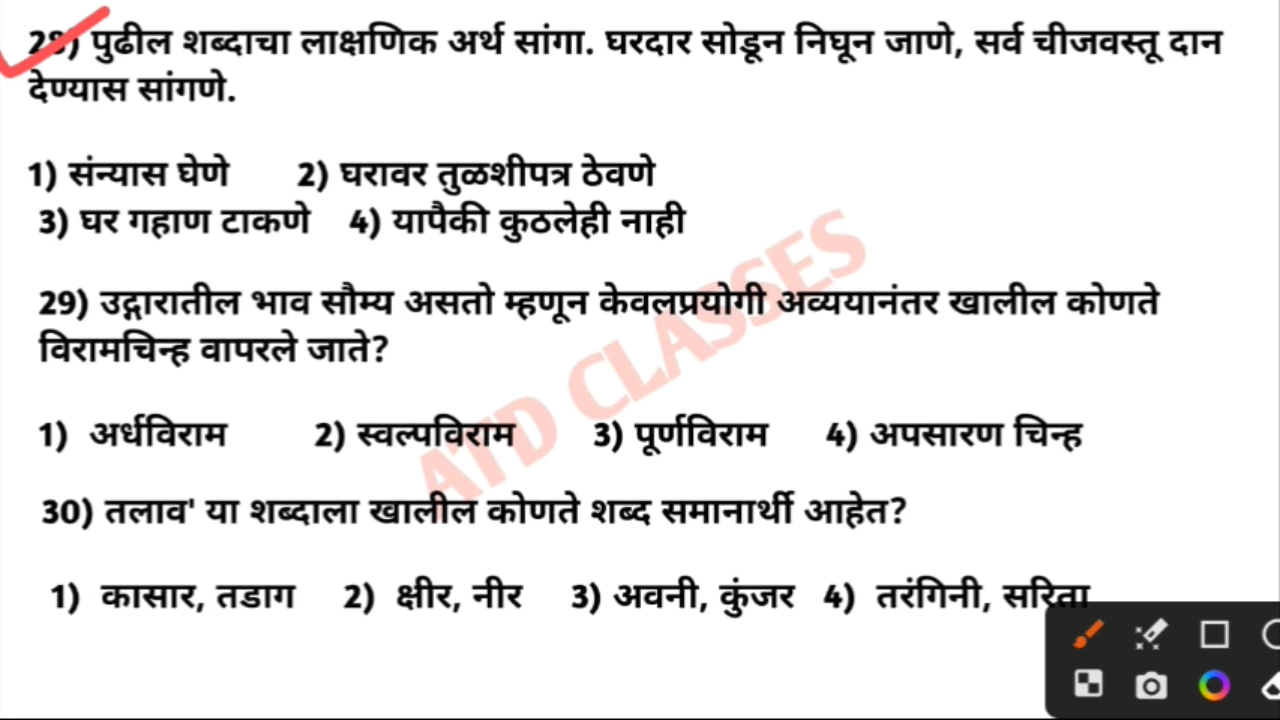 28) पुढील शब्दाचा लाक्षणिक अर्थ सांगा. घरदार सोडून निघून जाणे, सर्व चीजवस्तू दान
देण्यास सांगणे.
1) संन्यास घेणे 2) घरावर तुळशीपत्र ठेवणे
3) घर गहाण टाकणे 4) यापैकी कुठलेही नाही
29) उद्गारातील भाव सौम्य असतो म्हणून केवलप्रयोगी अव्ययानंतर खालील कोणते
विरामचिन्ह वापरले जाते?
1) अर्धविराम 2) स्वल्पविराम 3) पूर्णविराम 4) अपसारण चिन्ह
30) तलाव' या शब्दाला खालील कोणते शब्द समानार्थी आहेत?
1) कासार, तडाग 2) क्षीर, नीर 3) अवनी, कुंजर 4) तरंगिनी, सरिता
ATD CLASSES